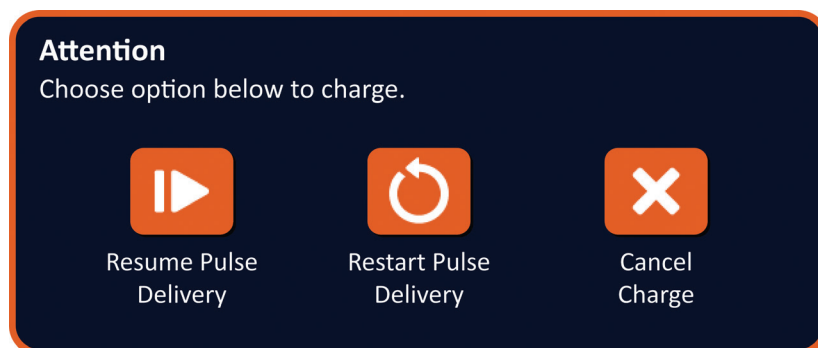 Attention
Choose option below to charge.
Resume Pulse
Delivery
Restart Pulse
Delivery
Cancel
Charge